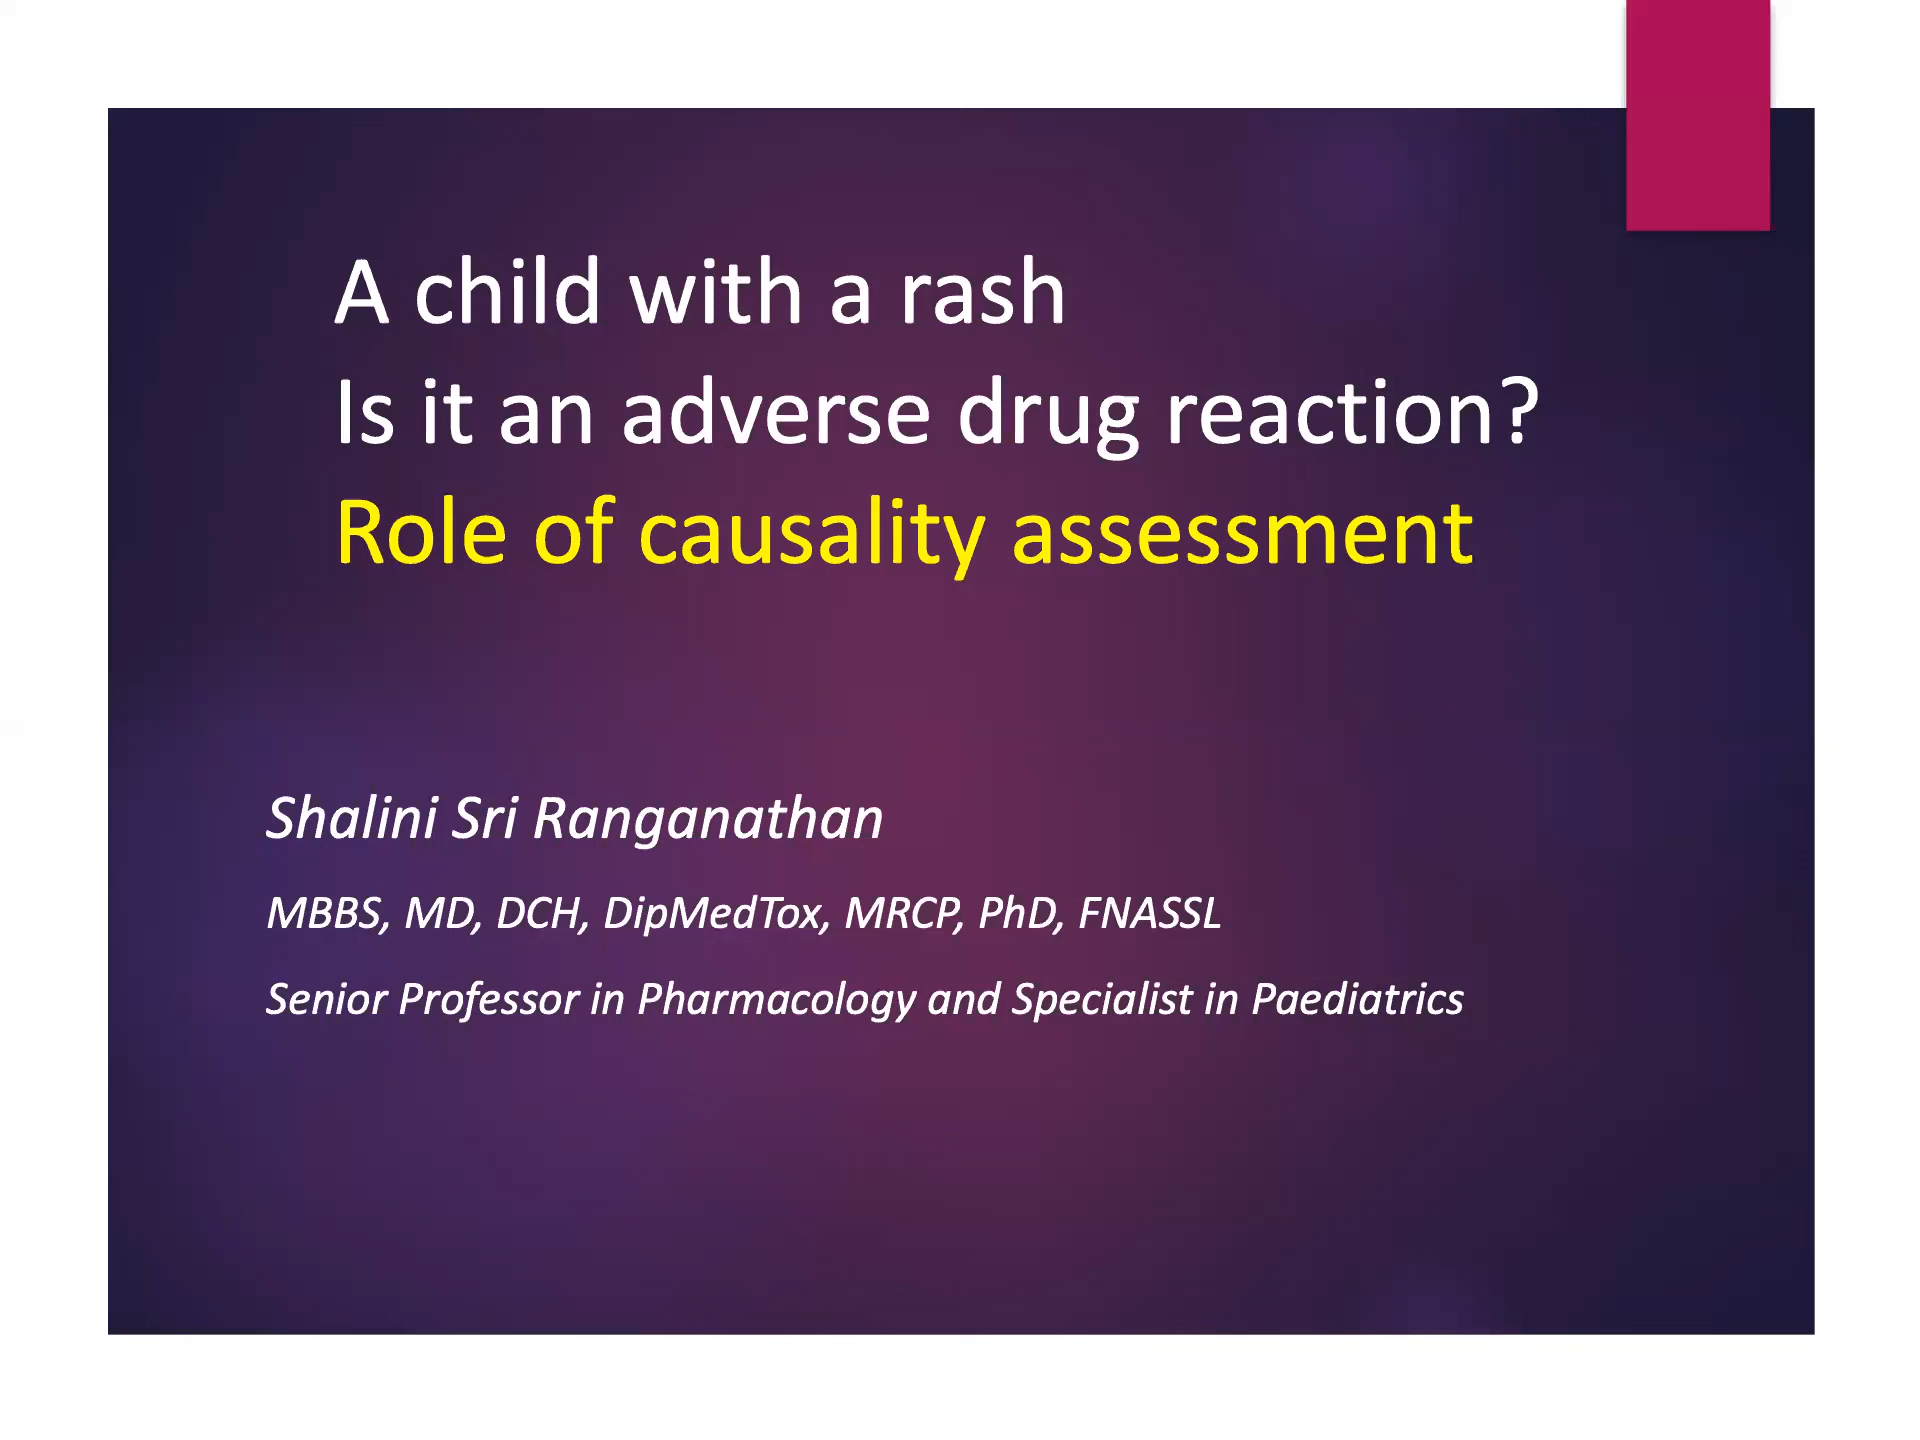 A child with a rash
Is it an adverse drug reaction?
Role of causality assessment
Shalini Sri Ranganathan
MBBS, MD, DCH, DipMedTox, MRCP, PhD, FNASSL
Senior Professor in Pharmacology and Specialist in Paediatrics